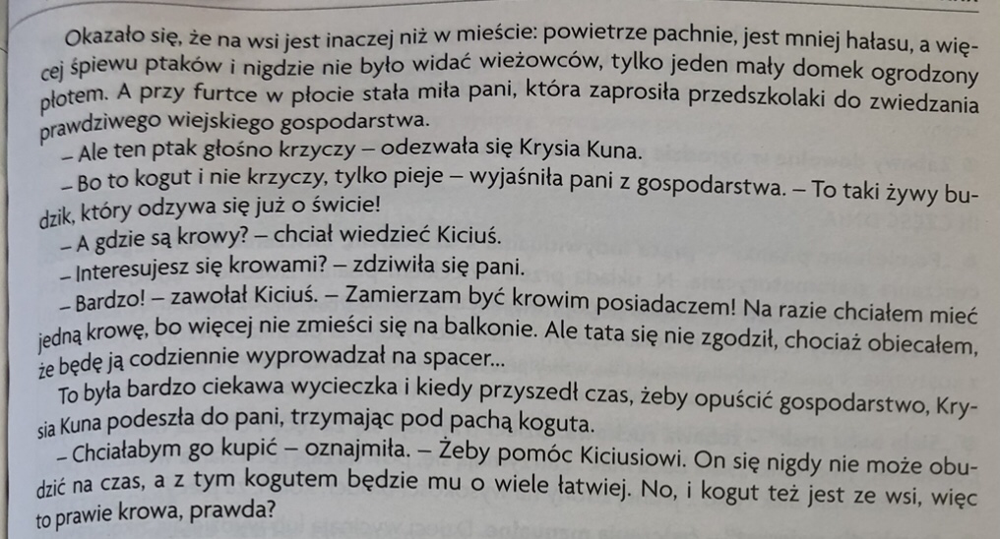 Okazało się, że na wsi jest inaczej niż w mieście: powietrze pachnie, jest mniej hałasu, a wię-
cej śpiewu ptaków i nigdzie nie było widać wieżowców, tylko jeden mały domek ogrodzony
płotem. A przy furtce w płocie stała miła pani, która zaprosiła przedszkolaki do zwiedzania
prawdziwego wiejskiego gospodarstwa.
– Ale ten ptak głośno krzyczy – odezwała się Krysia Kuna.
– Bo to kogut i nie krzyczy, tylko pieje – wyjaśniła pani z gospodarstwa. – To taki żywy bu-
dzik, który odzywa się już o świcie!
– A gdzie są krowy? – chciał wiedzieć Kiciuś.
– Interesujesz się krowami? – zdziwiła się pani.
– Bardzo! – zawołał Kiciuś. – Zamierzam być krowim posiadaczem! Na razie chciałem mieć
jedną krowę, bo więcej nie zmieści się na balkonie. Ale tata się nie zgodził, chociaż obiecałem,
że będę ją codziennie wyprowadzał na spacer...
To była bardzo ciekawa wycieczka i kiedy przyszedł czas, żeby opuścić gospodarstwo, Kry-
sia Kuna podeszła do pani, trzymając pod pachą koguta.
– Chciałabym go kupić – oznajmiła. – Żeby pomóc Kiciusiowi. On się nigdy nie może obu-
dzić na czas, a z tym kogutem będzie mu o wiele łatwiej. No, i kogut też jest ze wsi, więc
to prawie krowa, prawda?